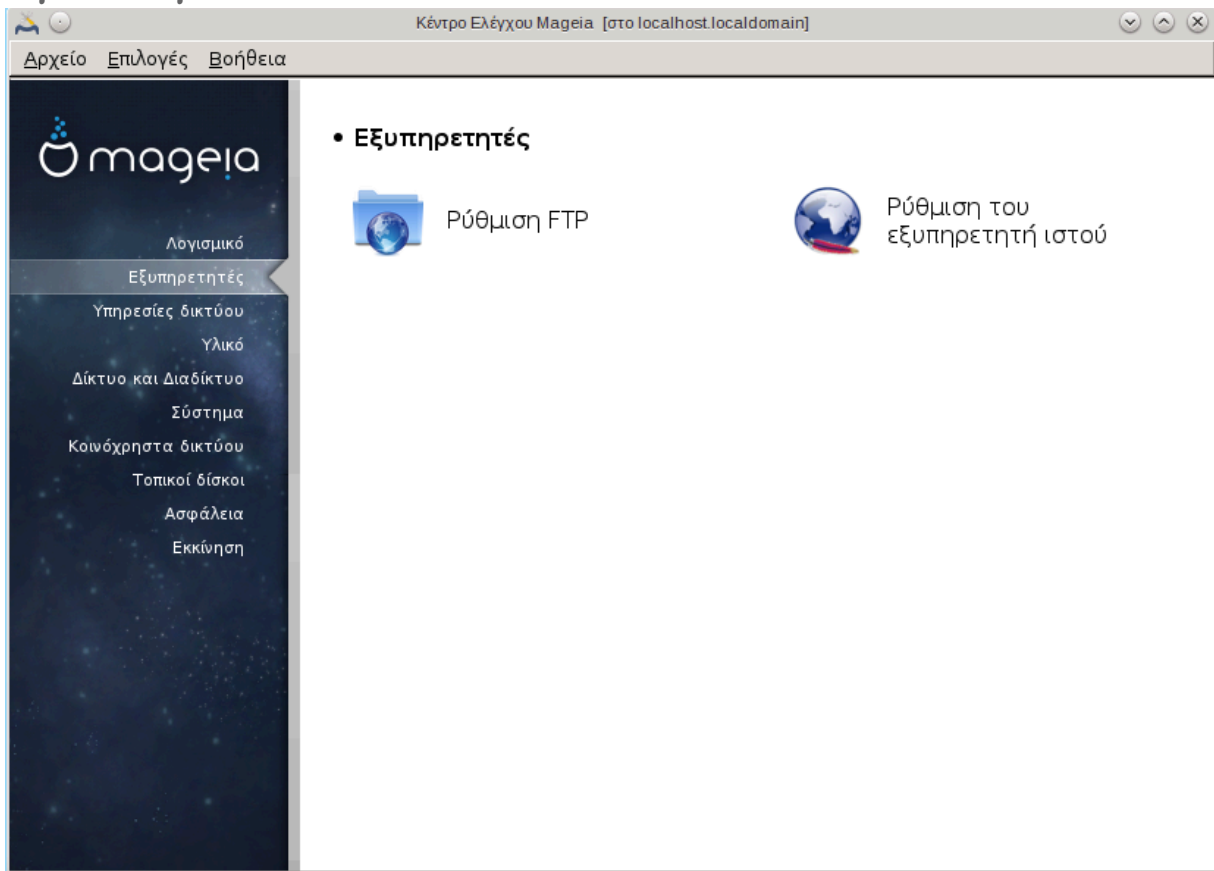 Κέντρο Ελέγχου Mageia [στο localhost.localdomain]
Αρχείο Επιλογές Βοήθεια
mageia
Λογισμικό
Εξυπηρετητές
Υπηρεσίες δικτύου
Υλικό
Δίκτυο και Διαδίκτυο
Σύστημα
Κοινόχρηστα δικτύου
Τοπικοί δίσκοι
Ασφάλεια
Εκκίνηση
• Εξυπηρετητές
Ρύθμιση FTP
Ρύθμιση του
εξυπηρετητή ιστού